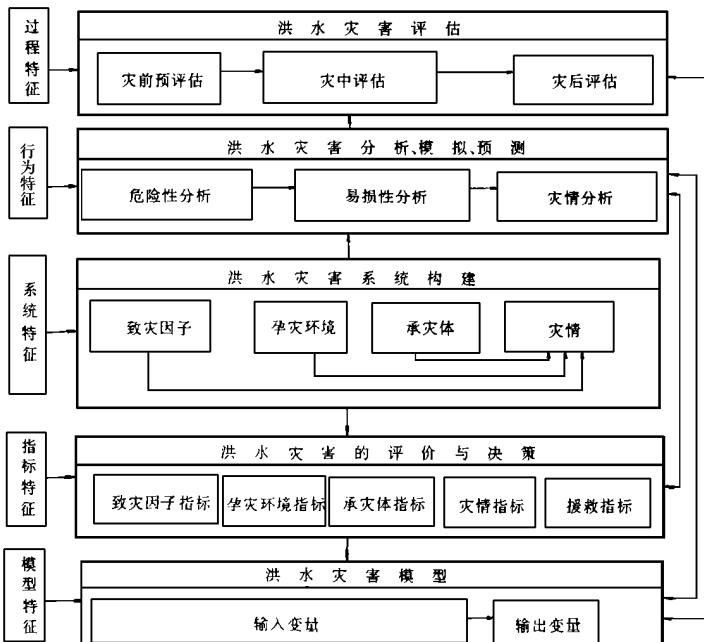 过程特征
洪水灾害评估
灾前预评估
灾中评估
灾后评估
行为特征
洪水灾害分析、模拟、预测
危险性分析
易损性分析
灾情分析
系统特征
洪水灾害系统构建
致灾因子
孕灾环境
承灾体
灾情
指标特征
洪水灾害的评价与决策
致灾因子指标
孕灾环境指标
承灾体指标
灾情指标
援救指标
模型特征
洪水灾害模型
输入变量
输出变量